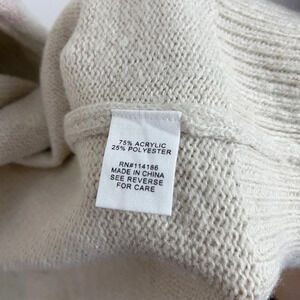 75% ACRYLIC
25% POLYESTER
RN#114186
MADE IN CHINA
SEE REVERSE
FOR CARE